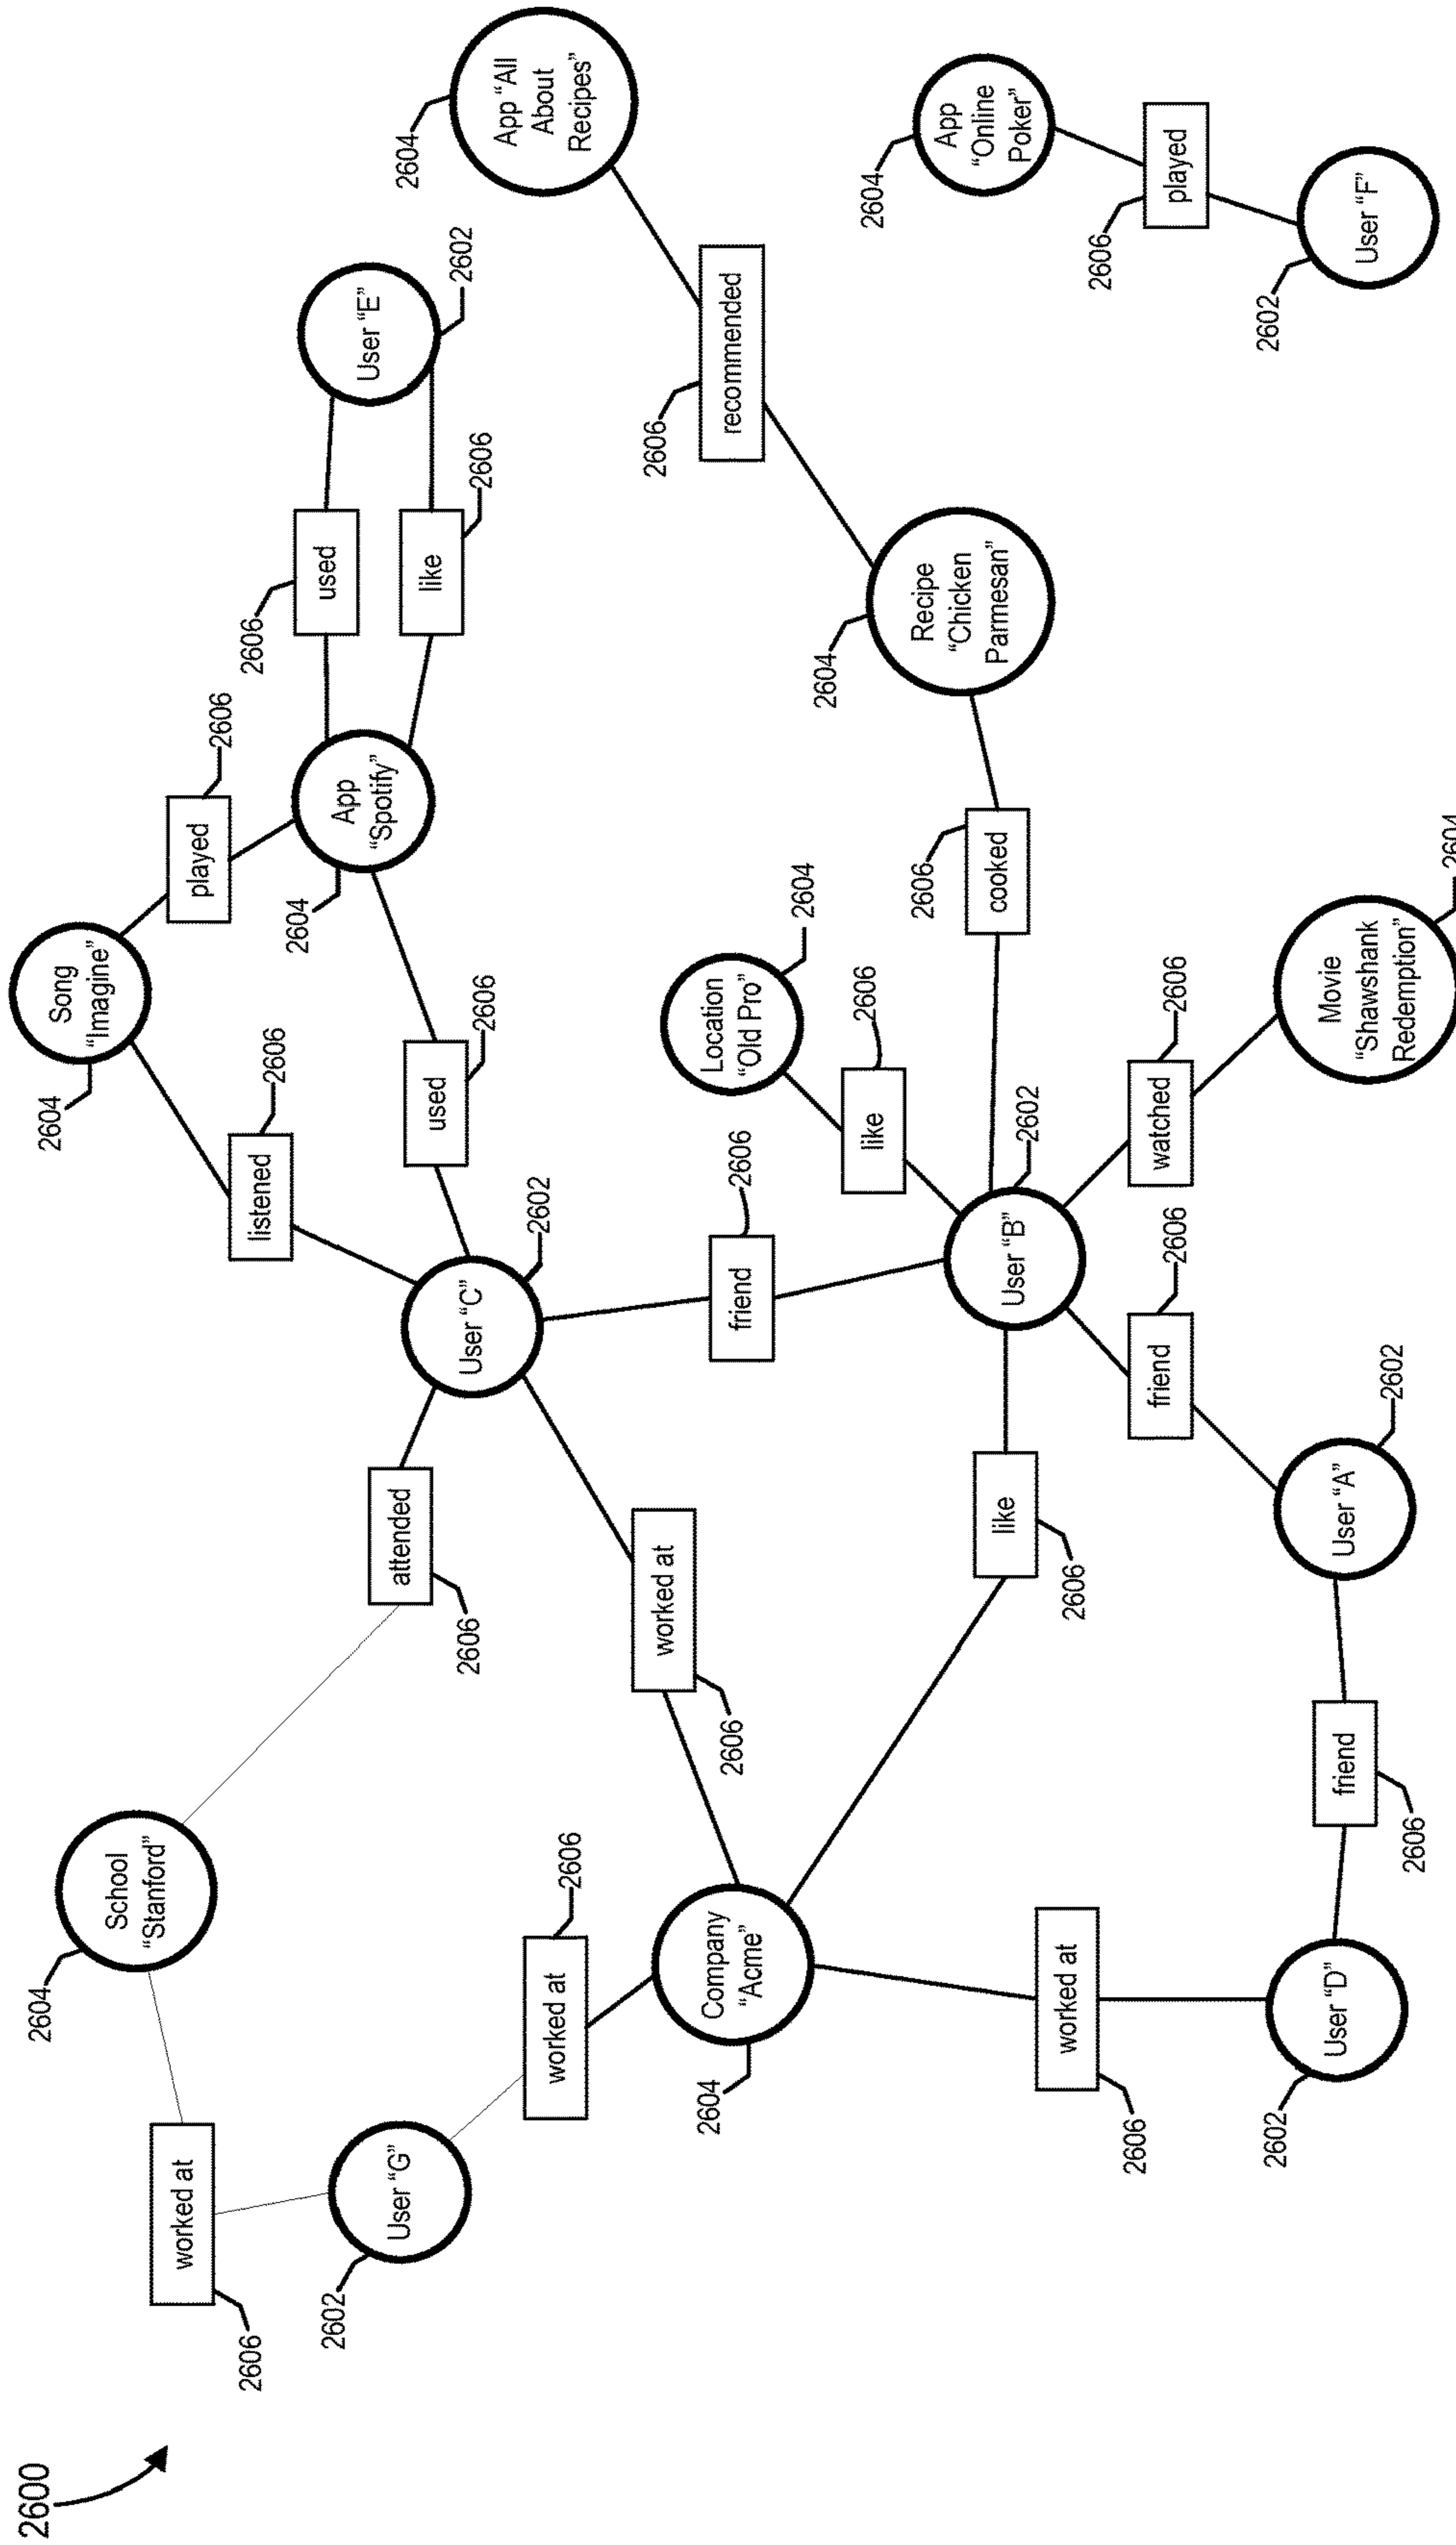 2600
2604
School
“Stanford”
2604
Song
“Imagine”
worked at
2606
listened
2606
played
2606
2602
User “G”
attended
2606
used
2606
2604
App
“Spotify”
used
2606
like
2606
User “E”
2602
User “C”
2602
2604
App “All
About
Recipes”
worked at
2606
worked at
2606
2604
Company
“Acme”
friend
2606
Location
“Old Pro”
2604
recommended
2606
like
2606
2604
Recipe
“Chicken
Parmesan”
cooked
2606
like
2606
User “B”
2602
2604
App
“Online
Poker”
worked at
2606
friend
2606
watched
2606
played
2606
2602
User “D”
friend
2606
User “A”
2602
Movie
“Shawshank
Redemption”
2604
2602
User “F”